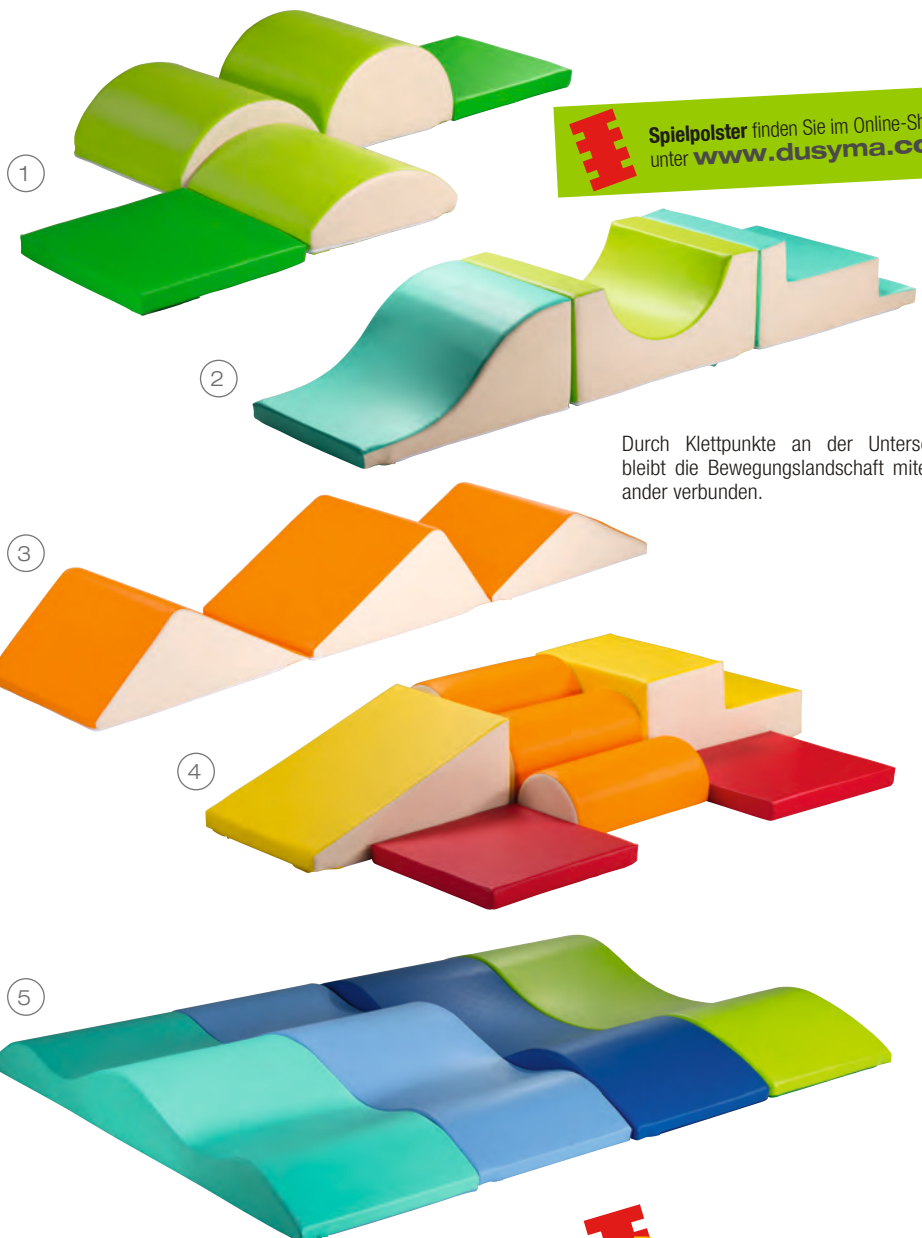 1
Spielpolster finden Sie im Online-Sh
unter www.dusyma.co
2
Durch Klettpunkte an der Unterse
bleibt die Bewegungslandschaft mite
ander verbunden.
3
4
5